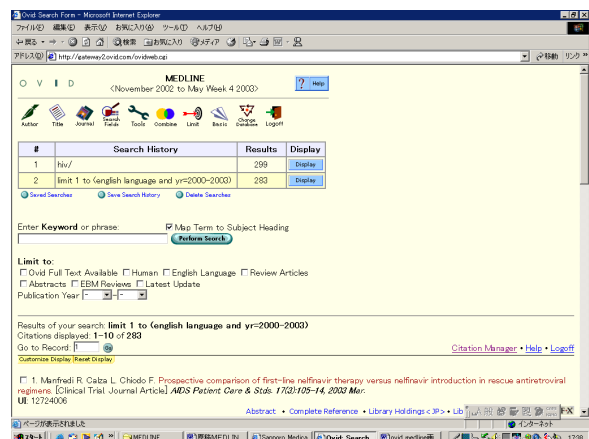 Ovid Search Form - Microsoft Internet Explorer
ファイル(F) 編集(E) 表示(V) お気に入り(A) ツール(T) ヘルプ(H)
戻る 検索 お気に入り メディア
アドレス(D) http://gateway2.ovid.com/ovidweb.cgi 移動 リンク »
O V I D
MEDLINE
<November 2002 to May Week 4 2003>
? Help
Author Title Journal Search Fields Tools Combine Limit Basic Change Database Logoff
# Search History Results Display
1 hiv/ 299 Display
2 limit 1 to (english language and yr=2000-2003) 283 Display
Saved Searches Save Search History Delete Searches
Enter Keyword or phrase: Map Term to Subject Heading
Perform Search
Limit to:
Ovid Full Text Available Human English Language Review Articles
Abstracts EBM Reviews Latest Update
Publication Year - - -
Results of your search: limit 1 to (english language and yr=2000-2003)
Citations displayed: 1-10 of 283
Go to Record: 1 Go
Citation Manager • Help • Logoff
Customize Display Reset Display
1. Manfredi R. Calza L. Chiodo F. Prospective comparison of first-line nelfinavir therapy versus nelfinavir introduction in rescue antiretroviral
regimens. [Clinical Trial. Journal Article] AIDS Patient Care & Stds. 17(3):105-14, 2003 Mar.
UI: 12724006
Abstract • Complete Reference • Library Holdings <JP> • Lib
ページが表示されました インターネット
スタート MEDLINE Sapporo Medica Ovid Search 17:38